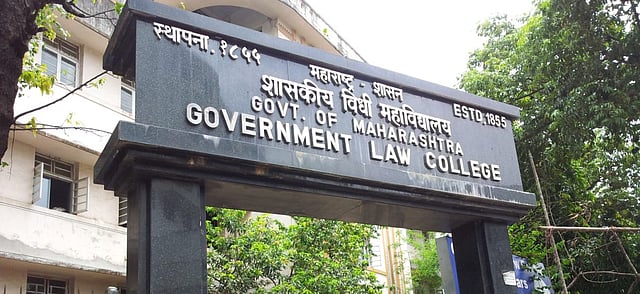 स्थापना. १८५५
महाराष्ट्र - शासन
शासकीय विधी महाविद्यालय
ESTD.1855
GOVT. OF MAHARASHTRA
GOVERNMENT LAW COLLEGE